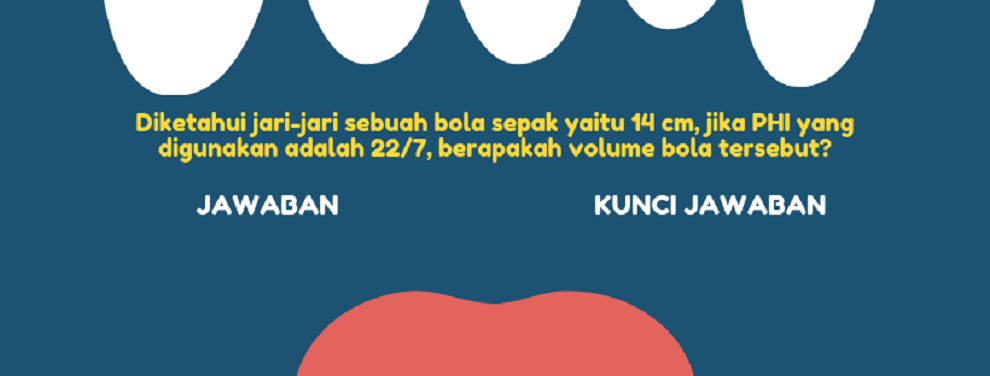 Diketahui jari-jari sebuah bola sepak yaitu 14 cm, jika PHI yang
digunakan adalah 22/7, berapakah volume bola tersebut?
JAWABAN
KUNCI JAWABAN